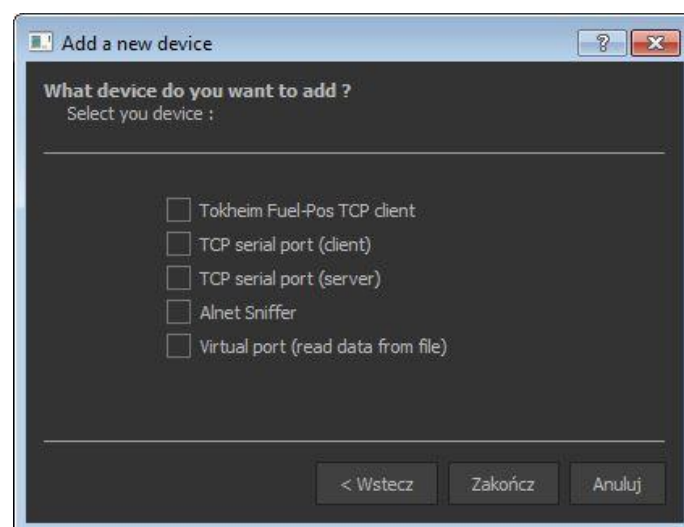 Add a new device
What device do you want to add ?
Select you device :
Tokheim Fuel-Pos TCP client
TCP serial port (client)
TCP serial port (server)
Alnet Sniffer
Virtual port (read data from file)
< Wstecz Zakończ Anuluj